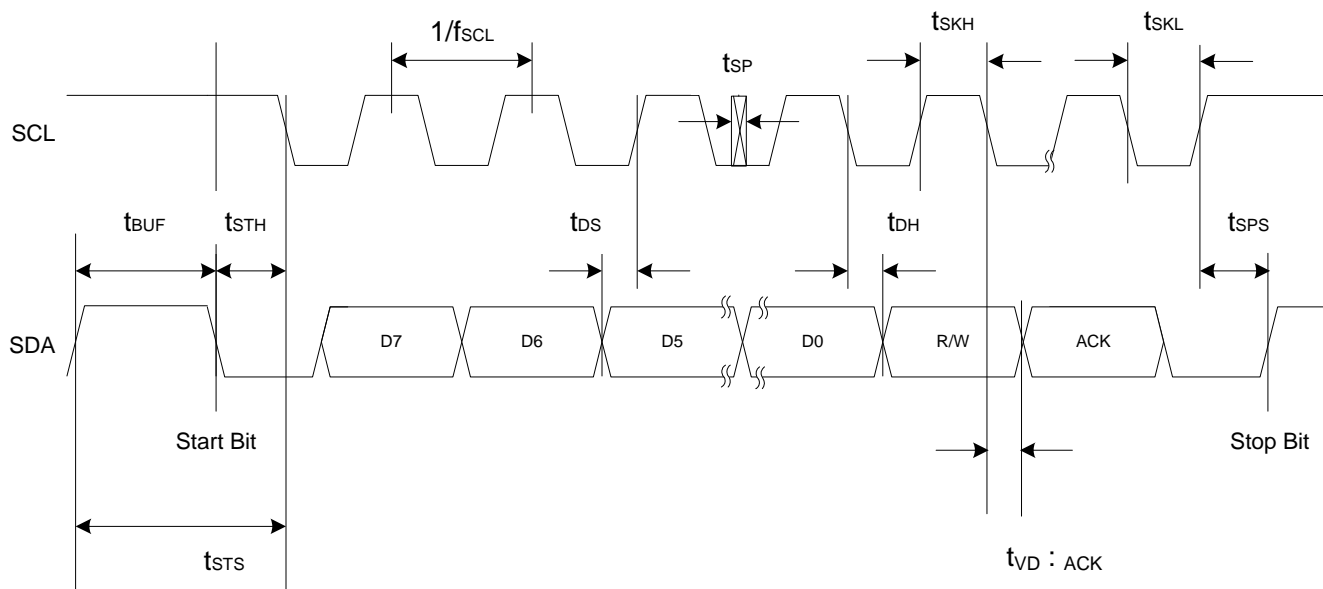 1/fSCL
tSKH
tSKL
tSP
SCL
tBUF
tSTH
tDS
tDH
tSPS
SDA
D7
D6
D5
D0
R/W
ACK
Start Bit
Stop Bit
tSTS
tVD : ACK